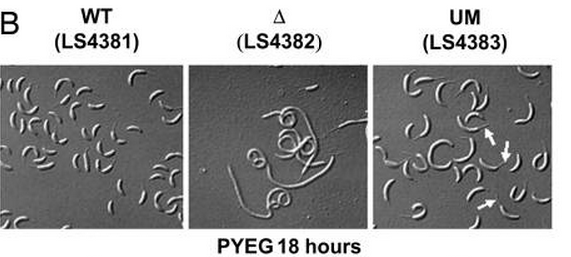 B
WT
(LS4381)
Δ
(LS4382)
UM
(LS4383)
PYEG 18 hours